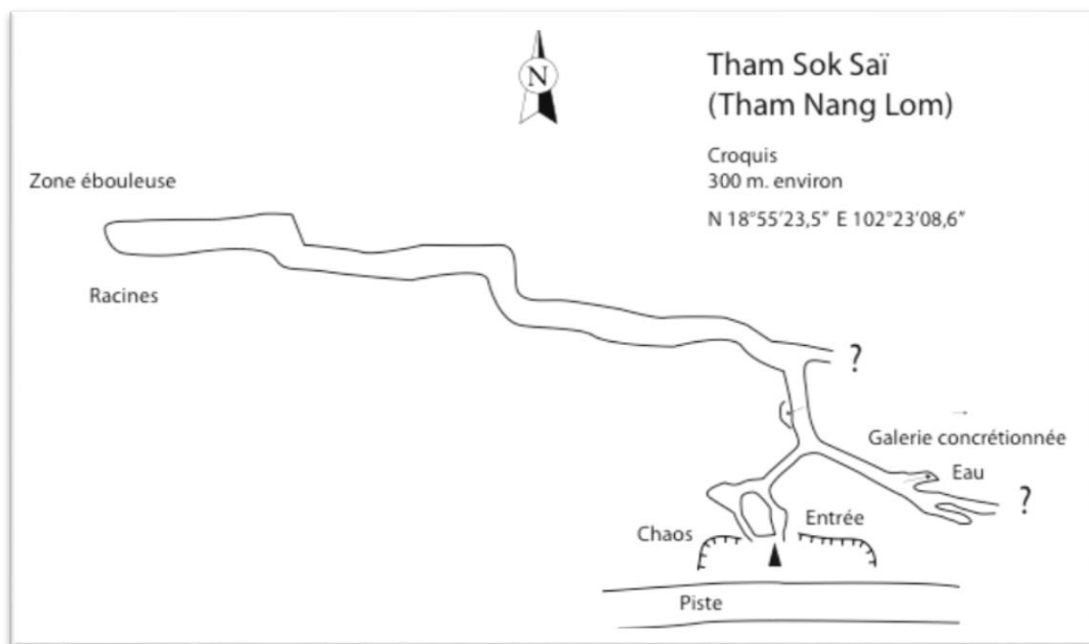 N
Tham Sok Saï
(Tham Nang Lom)
Croquis
300 m. environ
N 18°55’23,5” E 102°23’08,6”
Zone ébouleuse
Racines
?
Galerie concrétionnée
Eau
?
Entrée
Chaos
Piste